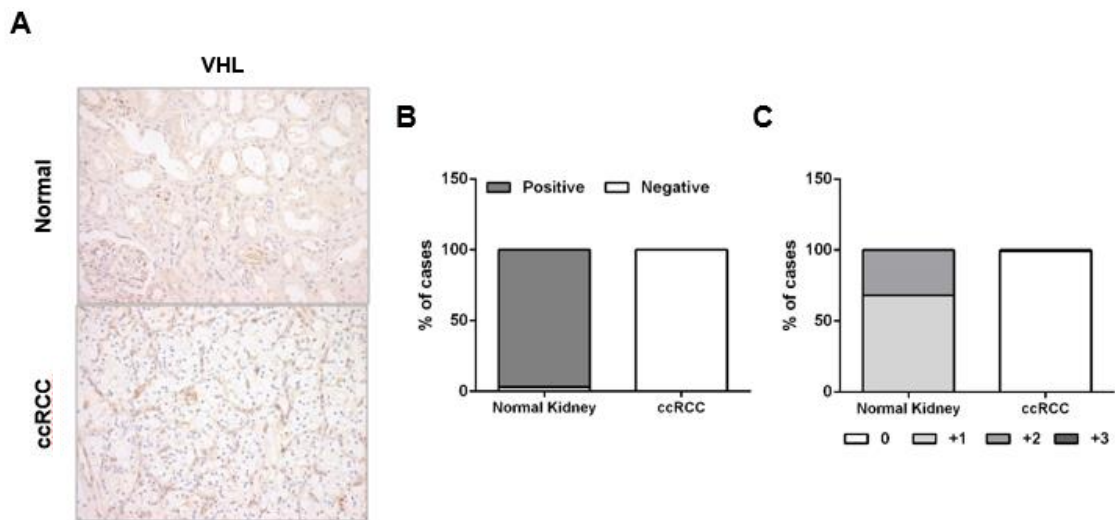 A
VHL
Normal
ccRCC
B
150
100
50
0
% of cases
Positive Negative
Normal Kidney ccRCC
C
150
100
50
0
% of cases
Normal Kidney ccRCC
0 +1 +2 +3